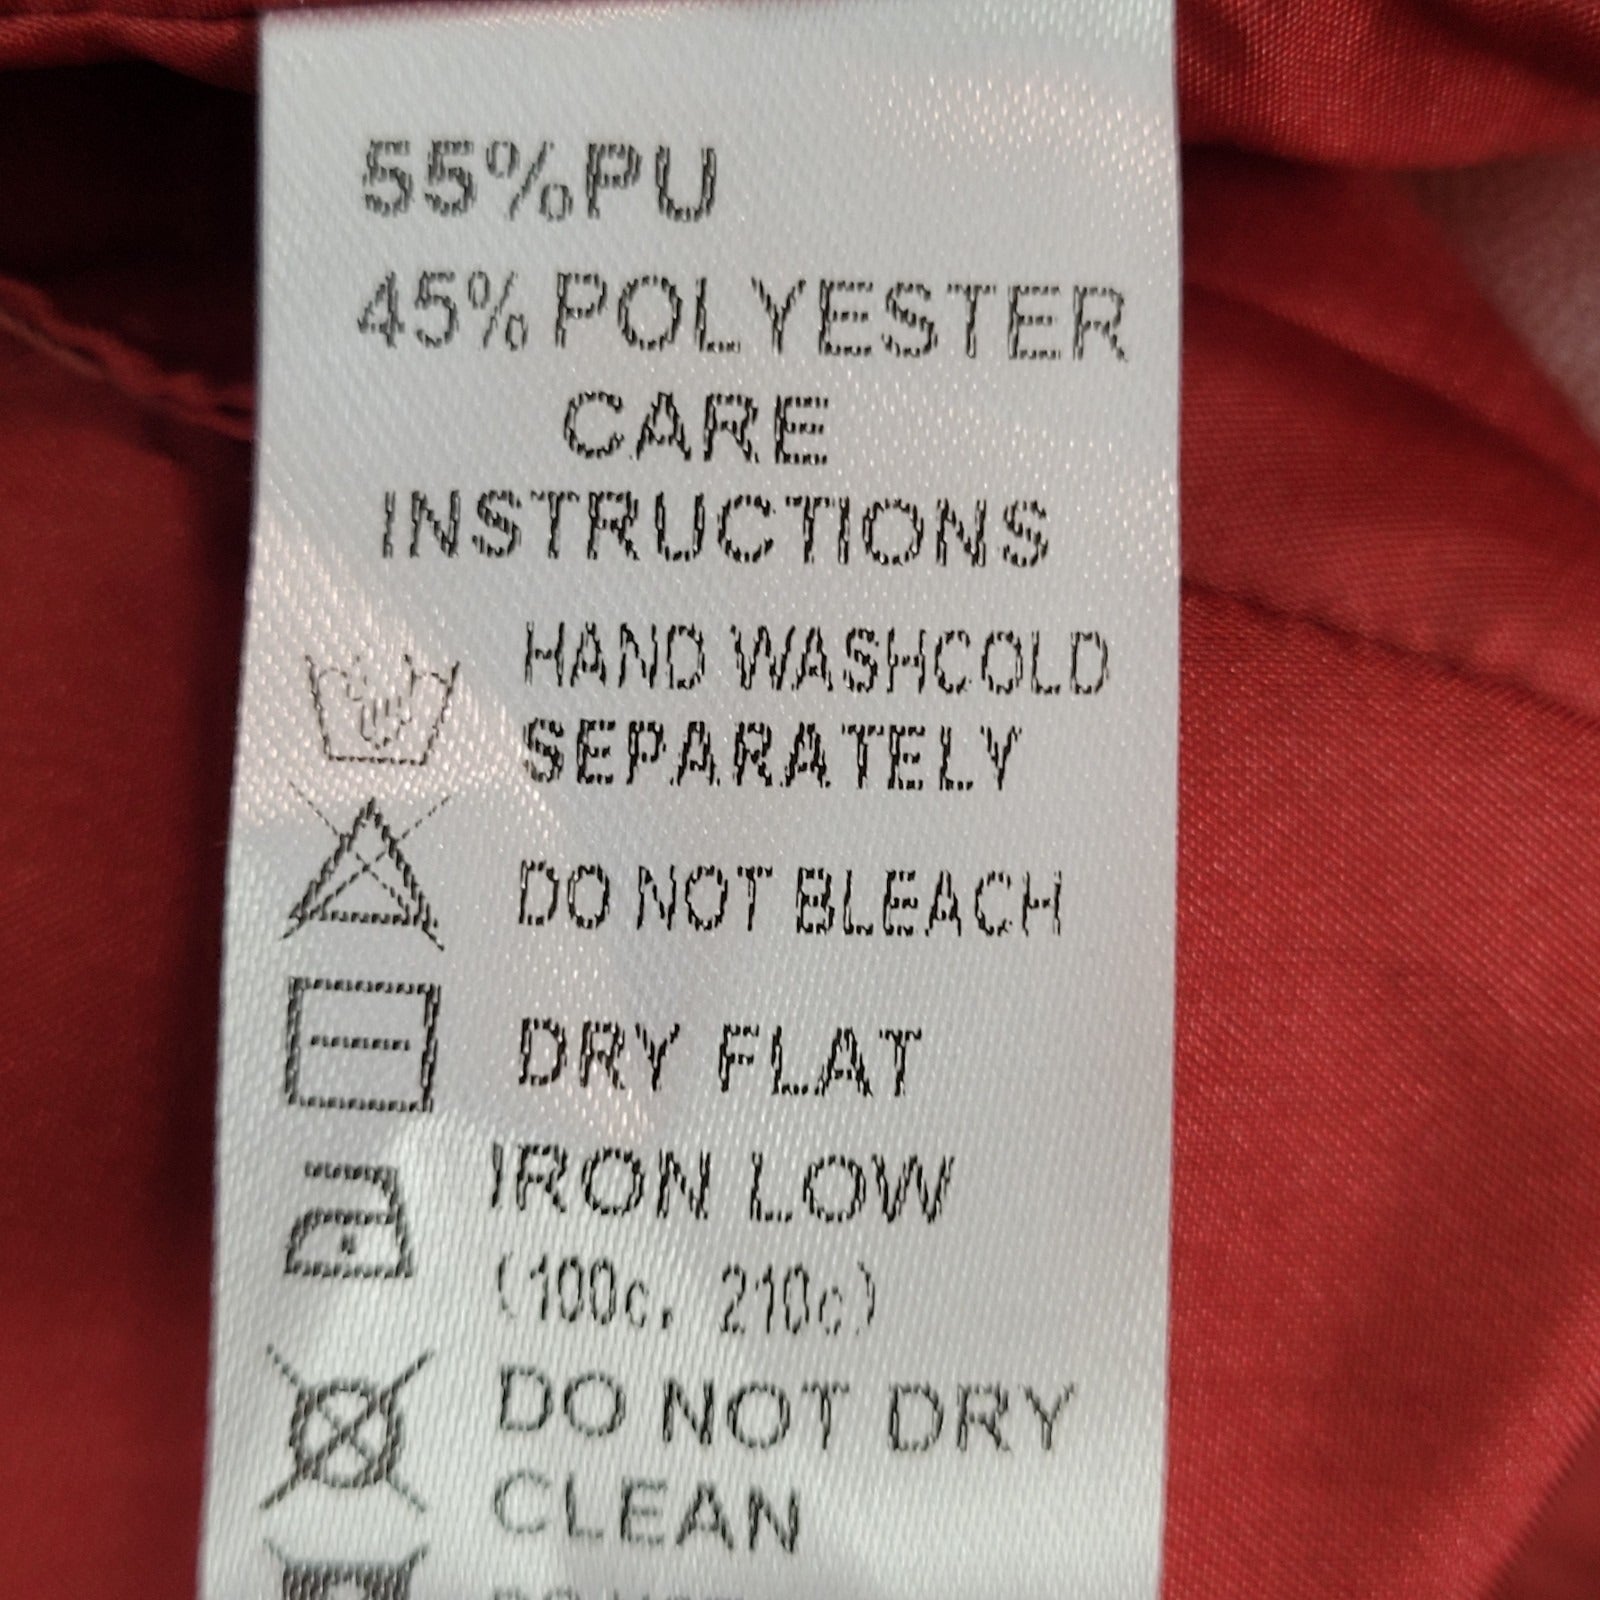 55%PU
45%POLYESTER
CARE
INSTRUCTIONS
HAND WASHCOLD
SEPARATELY
DO NOT BLEACH
DRY FLAT
IRON LOW
(100c, 210c)
DO NOT DRY
CLEAN